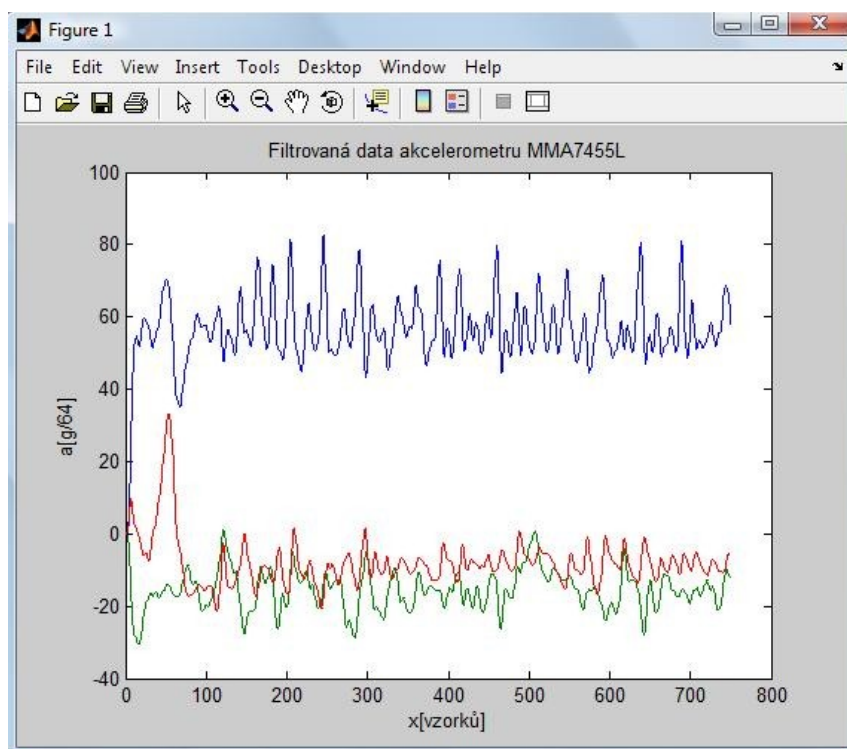 Figure 1
File Edit View Insert Tools Desktop Window Help
Filtrovaná data akcelerometru MMA7455L
100
80
60
40
20
0
-20
-40
a[g/64]
0 100 200 300 400 500 600 700 800
x[vzorků]